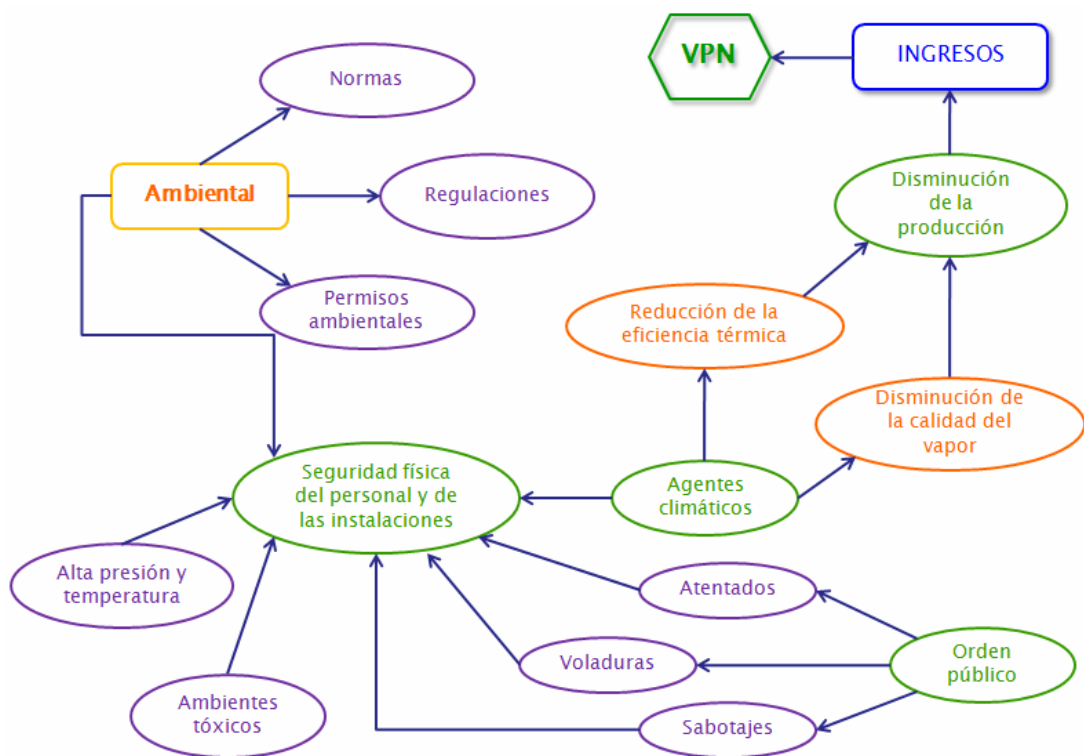 VPN
INGRESOS
Normas
Ambiental
Regulaciones
Disminución
de la
producción
Permisos
ambientales
Reducción de la
eficiencia térmica
Disminución de
la calidad del
vapor
Seguridad física
del personal y de
las instalaciones
Agentes
climáticos
Alta presión y
temperatura
Atentados
Voladuras
Orden
público
Ambientes
tóxicos
Sabotajes